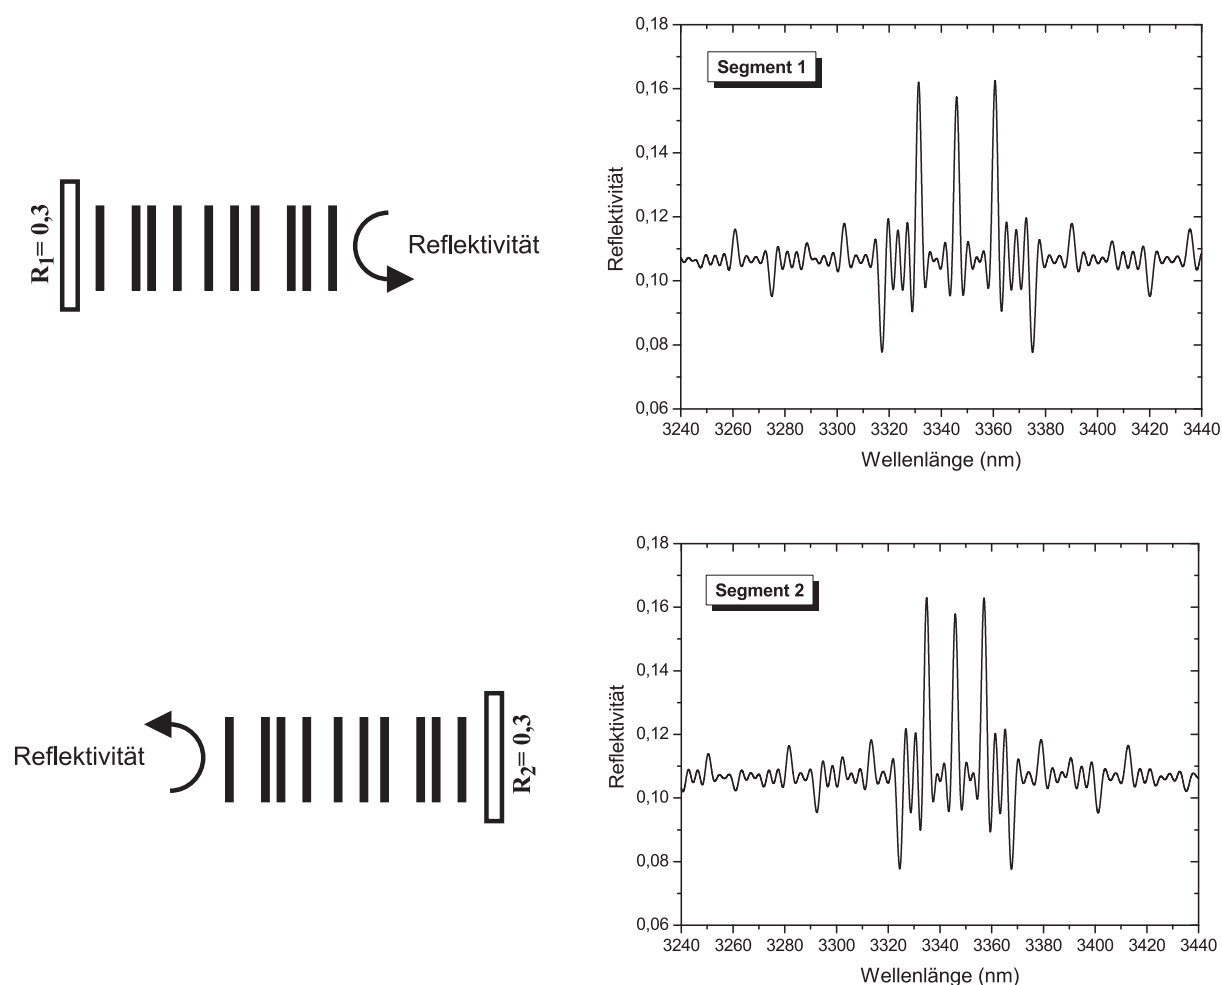 Segment 1
0,18
0,16
0,14
0,12
0,10
0,08
0,06
Reflektivität
3240 3260 3280 3300 3320 3340 3360 3380 3400 3420 3440
Wellenlänge (nm)
R1= 0,3
Reflektivität
Segment 2
0,18
0,16
0,14
0,12
0,10
0,08
0,06
Reflektivität
3240 3260 3280 3300 3320 3340 3360 3380 3400 3420 3440
Wellenlänge (nm)
Reflektivität
R2= 0,3